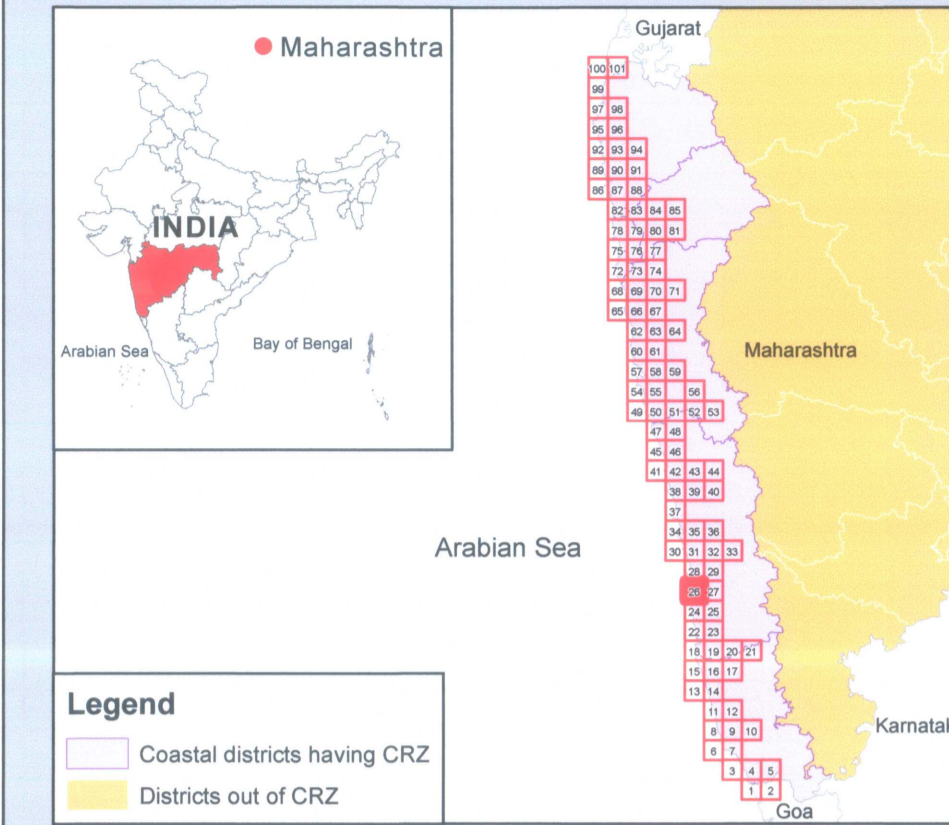 Maharashtra
INDIA
Arabian Sea
Bay of Bengal
Gujarat
100 101
99
97 98
95 96
92 93 94
89 90 91
86 87 88
82 83 84 85
78 79 80 81
75 76 77
72 73 74
68 69 70 71
65 66 67
62 63 64
60 61
57 58 59
54 55 56
49 50 51 52 53
47 48
45 46
41 42 43 44
38 39 40
37
34 35 36
30 31 32 33
28 29
26 27
24 25
22 23
18 19 20 21
15 16 17
13 14
11 12
8 9 10
6 7
3 4 5
1 2
Maharashtra
Arabian Sea
Karnatak
Goa
Legend
Coastal districts having CRZ
Districts out of CRZ